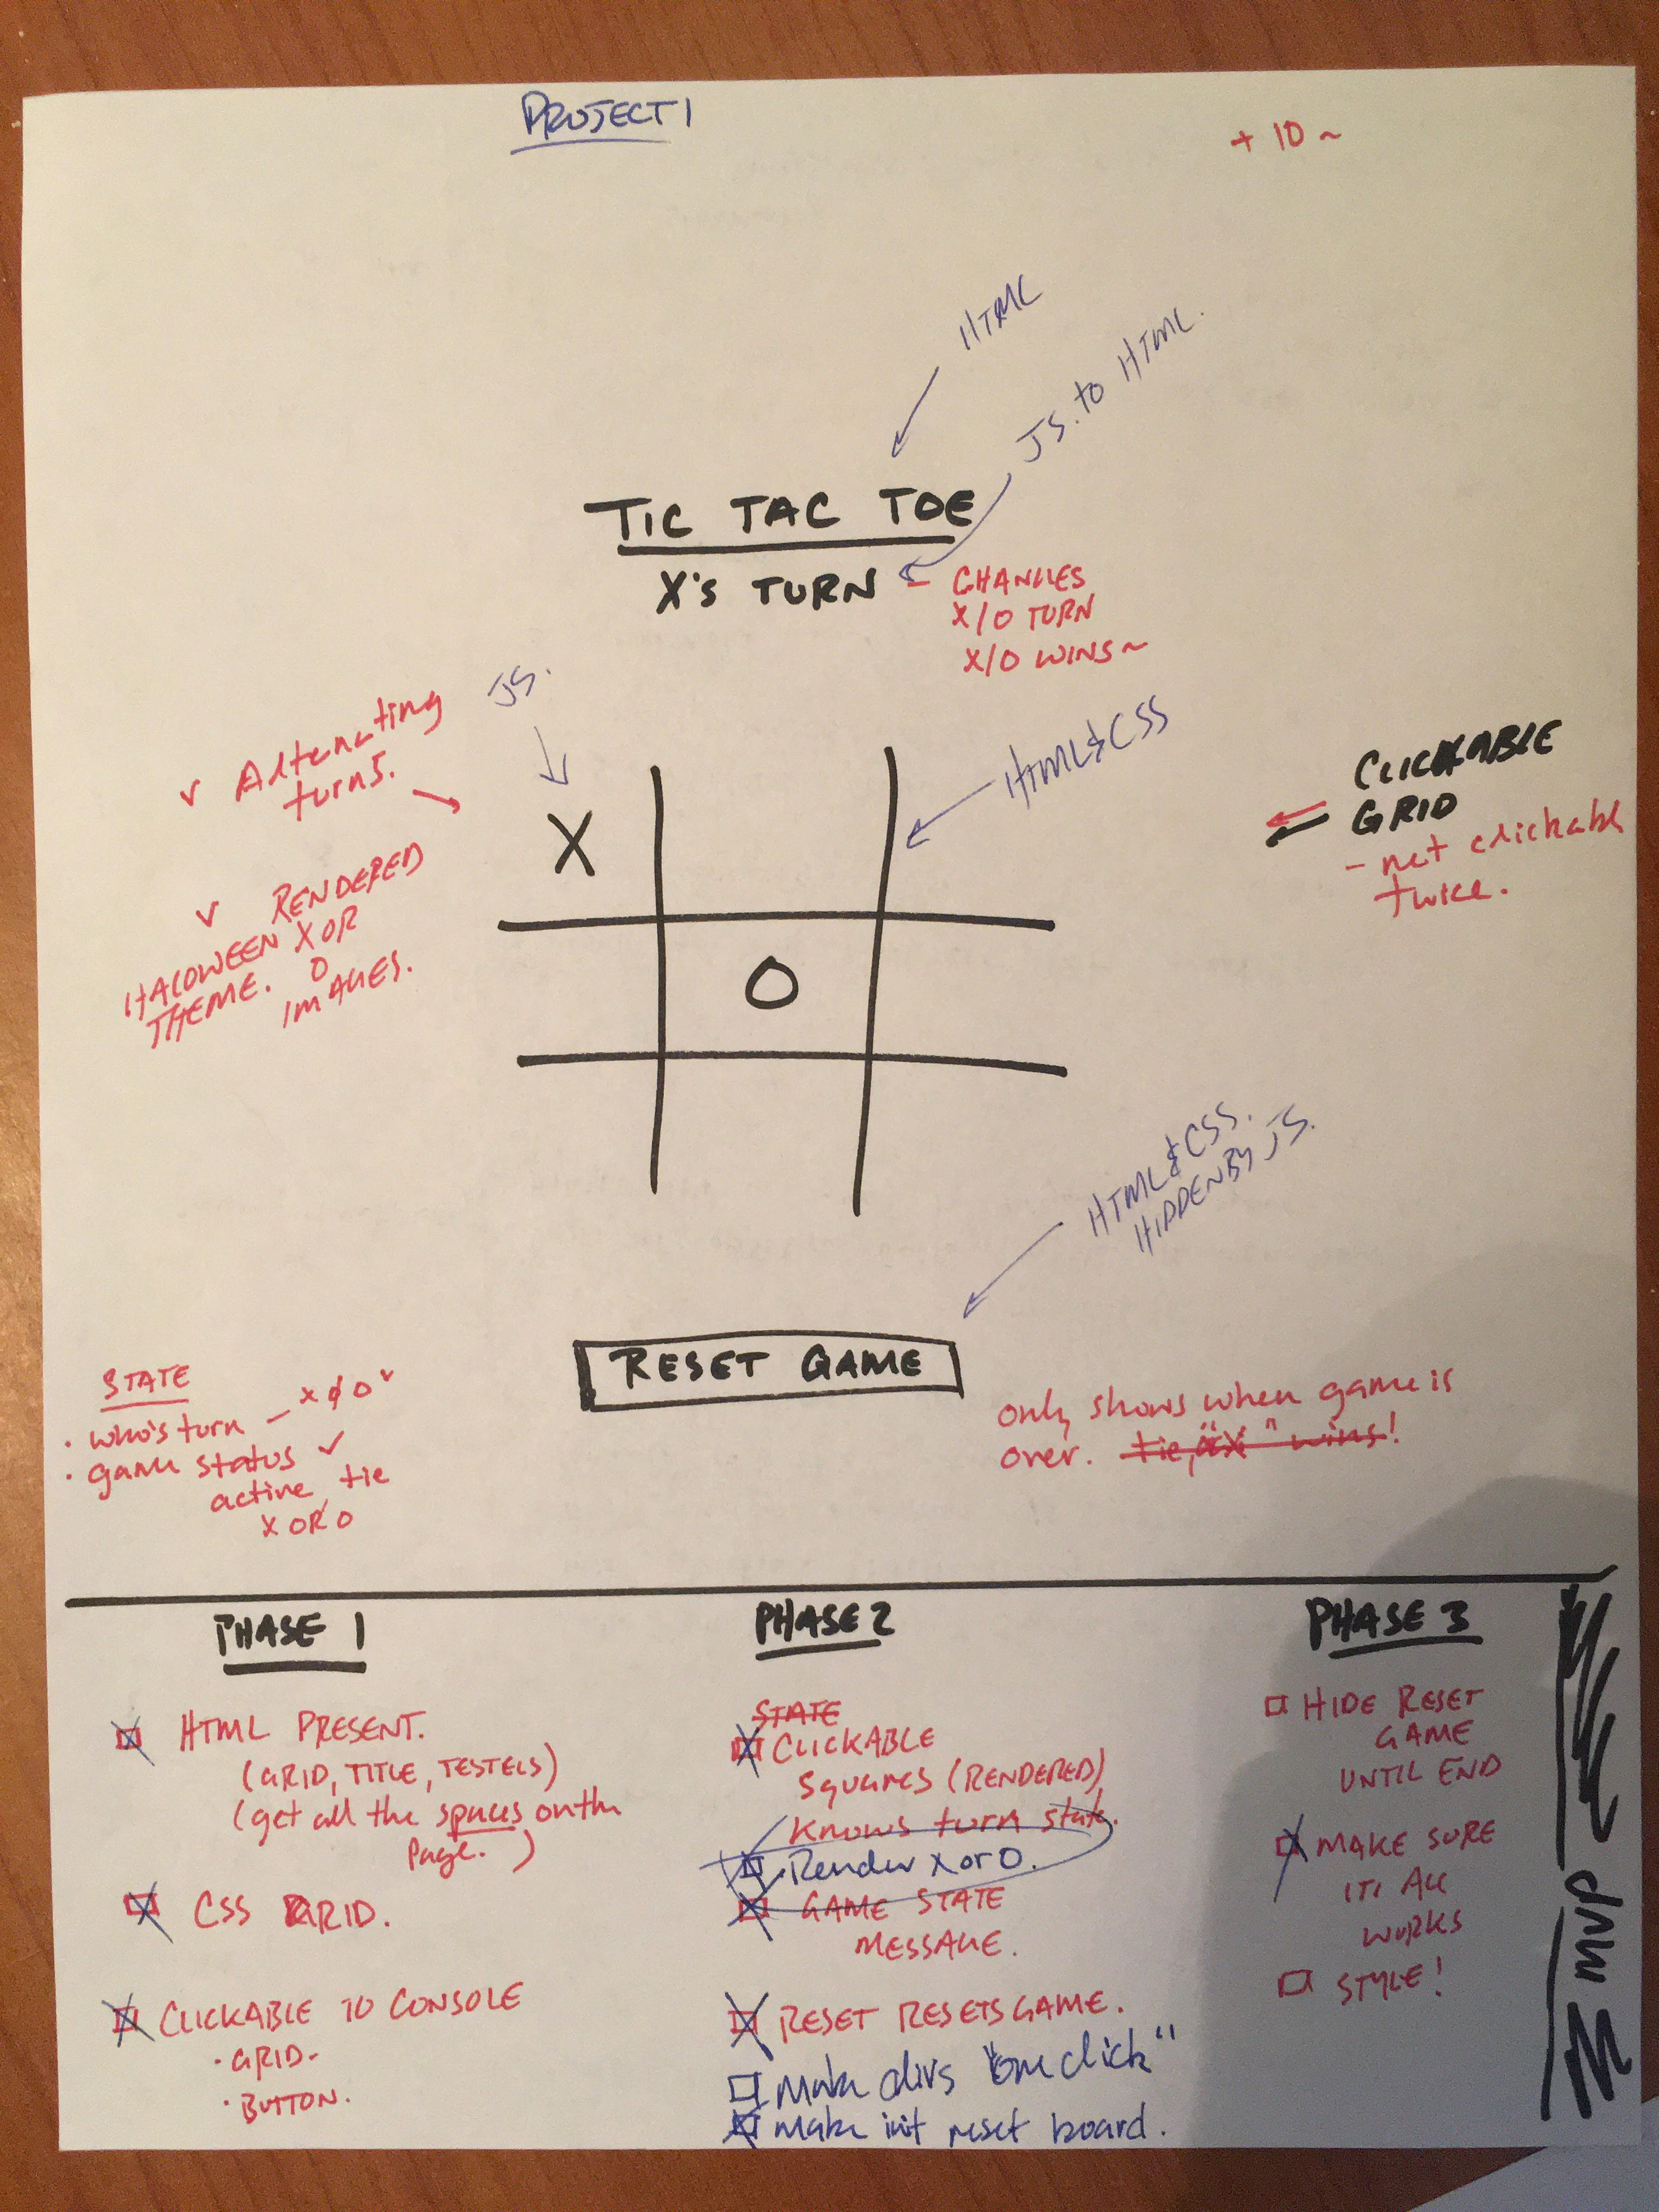 PROJECT 1
+ 10 ~
HTML
JS. to HTML.
TIC TAC TOE
X's TURN
- CHANGES
X/O TURN
X/O WINS ~
JS.
✓ Alternating
turns.
HTML & CSS
CLICKABLE
GRID
- not clickable
twice.
X
✓ RENDERED
HALOWEEN X OR
THEME. O
IMAGES.
O
HTML & CSS.
HIDDEN BY JS.
RESET GAME
only shows when game is
over. tie, "X" wins!
STATE
· who's turn - X & O ✓
· game status ✓
active tie
X OR O
PHASE 1
HTML PRESENT.
(GRID, TITLE, TESTELS)
(get all the spaces on the
page.)
CSS GRID.
CLICKABLE TO CONSOLE
· GRID.
· BUTTON.
PHASE 2
STATE
CLICKABLE
Squares (RENDERED)
Knows turn state.
Render X or O.
GAME STATE
MESSAGE.
RESET RESETS GAME.
make divs "one click"
make init reset board.
PHASE 3
HIDE RESET
GAME
UNTIL END
MAKE SURE
ITS ALL
WORKS
STYLE!